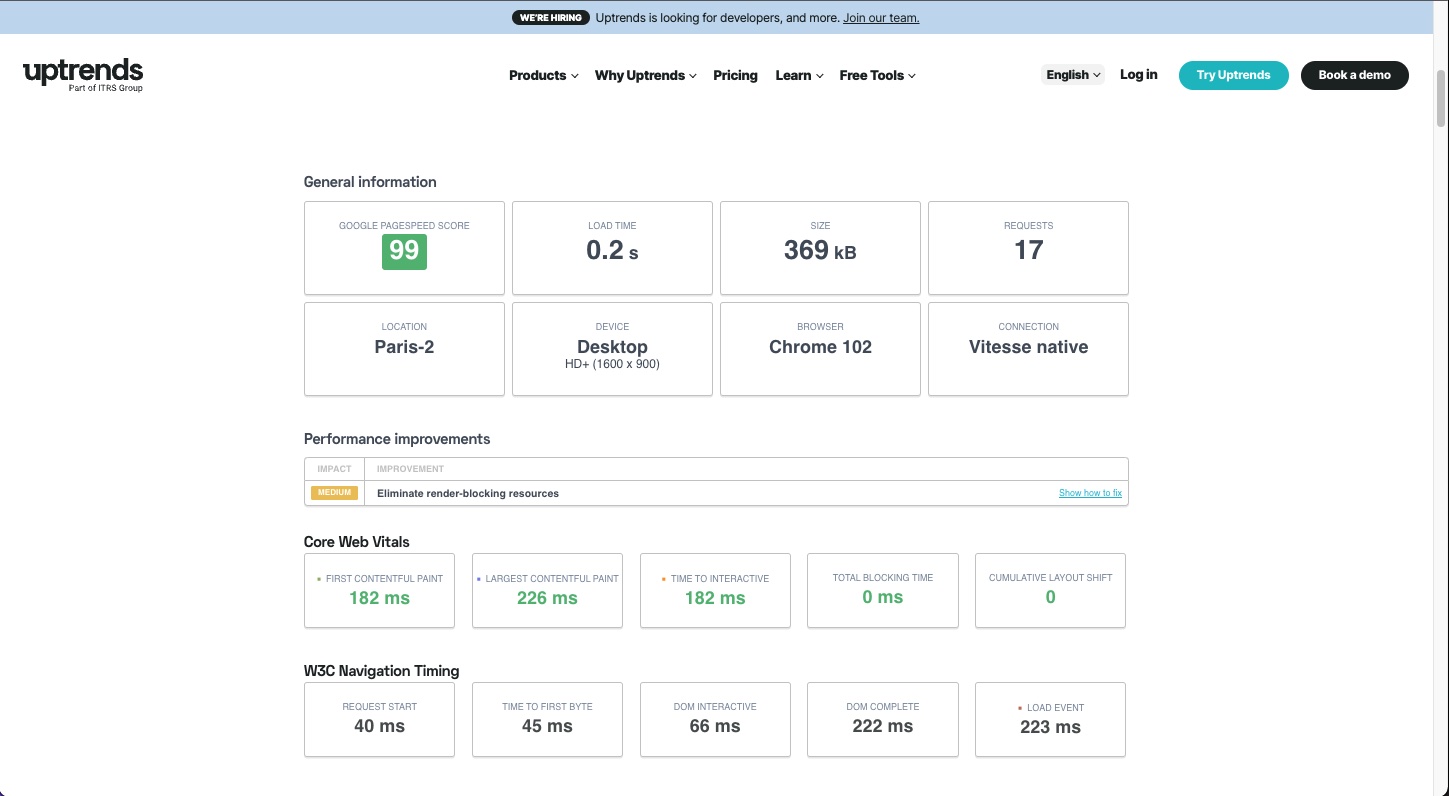 WE'RE HIRING Uptrends is looking for developers, and more. Join our team.
uptrends
Part of ITRS Group
Products Why Uptrends Pricing Learn Free Tools English Log in Try Uptrends Book a demo
General information
GOOGLE PAGESPEED SCORE LOAD TIME SIZE REQUESTS
99 0.2 s 369 kB 17
LOCATION DEVICE BROWSER CONNECTION
Paris-2 Desktop Chrome 102 Vitesse native
HD+ (1600 x 900)
Performance improvements
IMPACT IMPROVEMENT
MEDIUM Eliminate render-blocking resources Show how to fix
Core Web Vitals
FIRST CONTENTFUL PAINT LARGEST CONTENTFUL PAINT TIME TO INTERACTIVE TOTAL BLOCKING TIME CUMULATIVE LAYOUT SHIFT
182 ms 226 ms 182 ms 0 ms 0
W3C Navigation Timing
REQUEST START TIME TO FIRST BYTE DOM INTERACTIVE DOM COMPLETE LOAD EVENT
40 ms 45 ms 66 ms 222 ms 223 ms